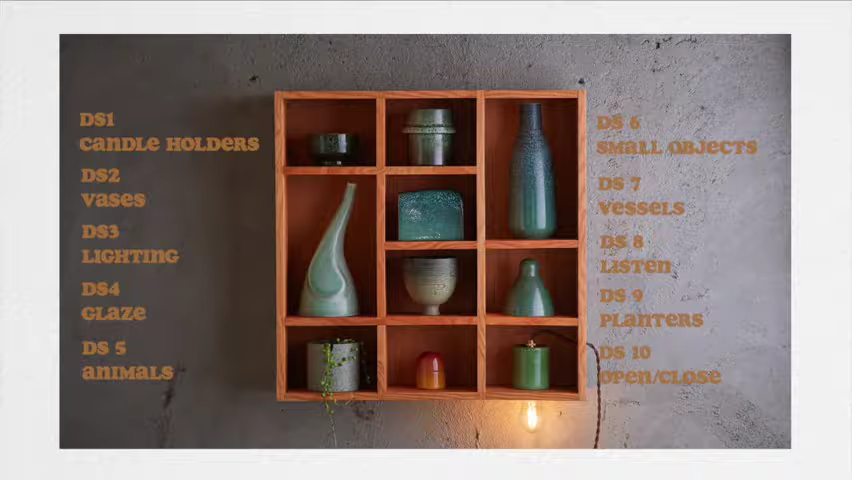 DS1
CANDLE HOLDERS
DS2
VASES
DS3
LIGHTING
DS4
GLAZE
DS 5
ANIMALS
DS 6
SMALL OBJECTS
DS 7
VESSELS
DS 8
LISTEN
DS 9
PLANTERS
DS 10
OPEN/CLOSE